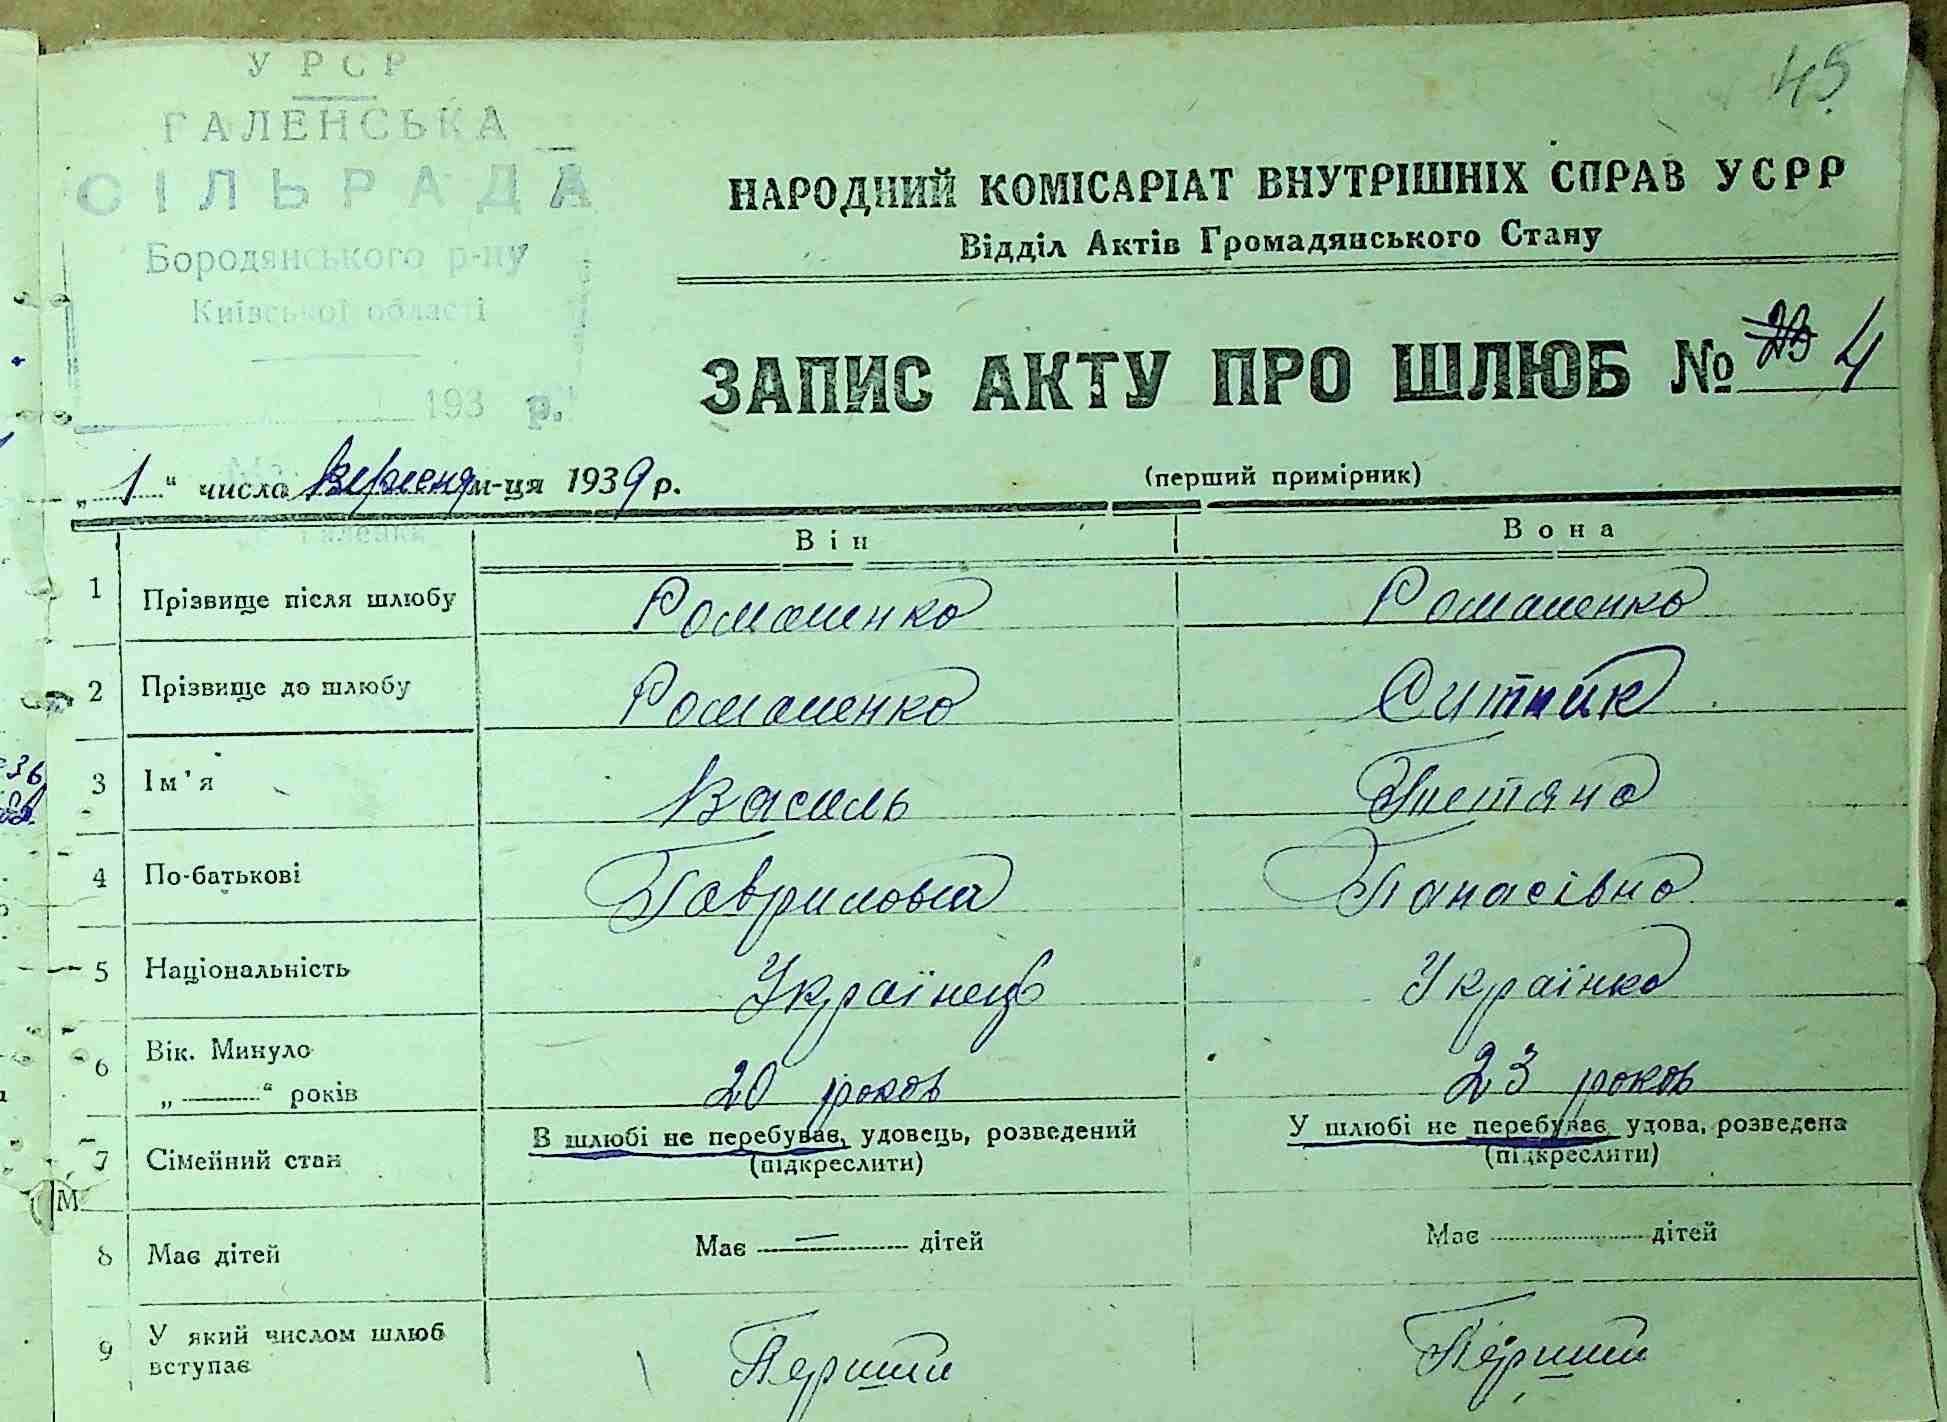 45
УРСР
ГАЛЕНСЬКА
СІЛЬРАДА
Бородянського р-ну
Київської області
193 р.
НАРОДНИЙ КОМІСАРІАТ ВНУТРІШНІХ СПРАВ УСРР
Відділ Актів Громадянського Стану
ЗАПИС АКТУ ПРО ШЛЮБ № 4
„1“ числа Вересня м-ця 1939 р.
(перший примірник)
Він Вона
1 Прізвище після шлюбу Романенко Романенко
2 Прізвище до шлюбу Романенко Ситник
3 Ім'я Василь Тетяна
4 По-батькові Гаврилович Панасівна
5 Національність Українець Українка
6 Вік. Минуло
„ “ років 20 років 23 років
7 Сімейний стан В шлюбі не перебуває, удовець, розведений У шлюбі не перебуває удова, розведена
(підкреслити) (підкреслити)
М
8 Має дітей Має — дітей Має дітей
9 У який числом шлюб
вступає Перший Перший